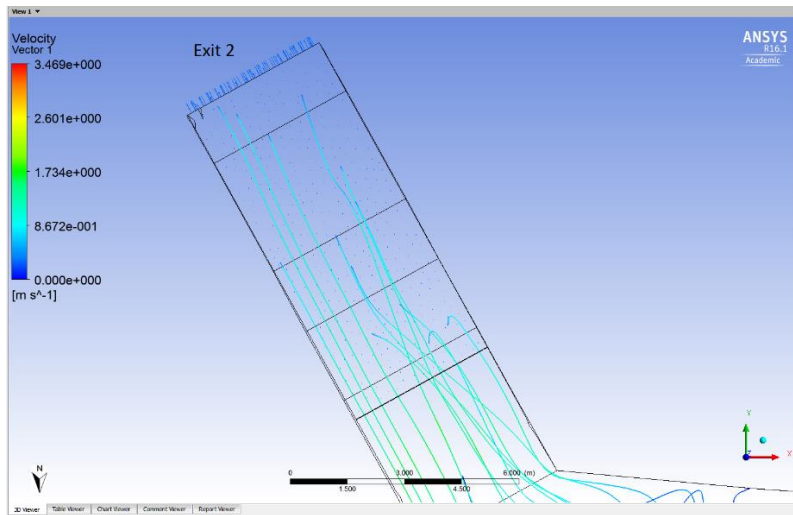 View 1
Velocity
Vector 1
3.469e+000
2.601e+000
1.734e+000
8.672e-001
0.000e+000
[m s^-1]
Exit 2
ANSYS
R16.1
Academic
N
0 3.000 6.000 (m)
1.500 4.500
Y
Z X
3D Viewer Table Viewer Chart Viewer Comment Viewer Report Viewer